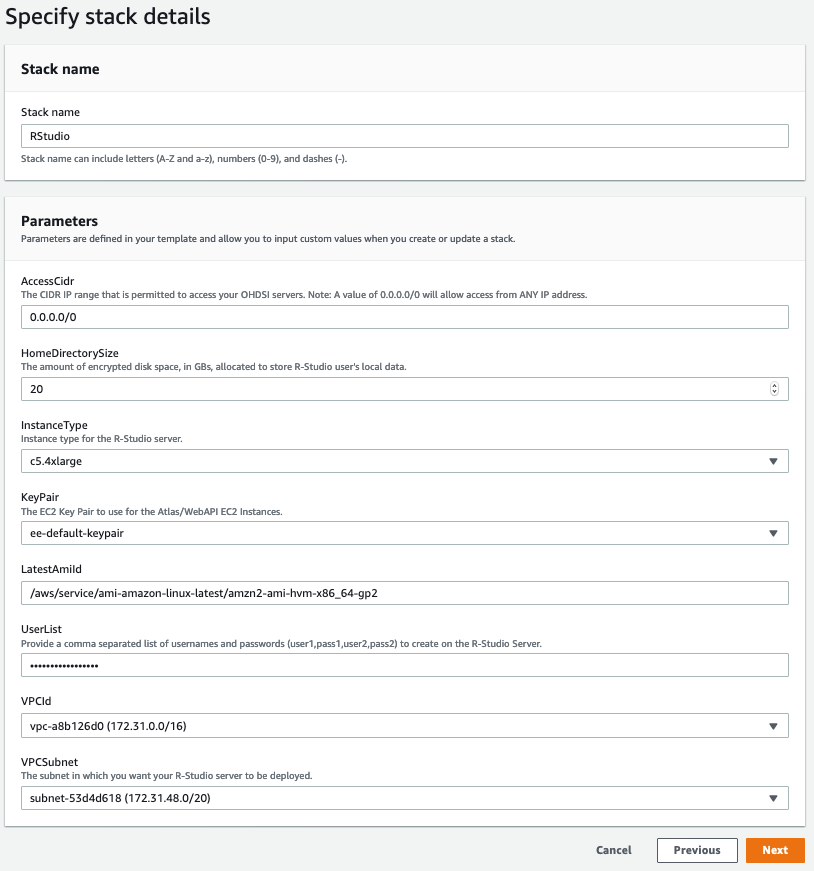 Specify stack details
Stack name
Stack name
RStudio
Stack name can include letters (A-Z and a-z), numbers (0-9), and dashes (-).
Parameters
Parameters are defined in your template and allow you to input custom values when you create or update a stack.
AccessCidr
The CIDR IP range that is permitted to access your OHDSI servers. Note: A value of 0.0.0.0/0 will allow access from ANY IP address.
0.0.0.0/0
HomeDirectorySize
The amount of encrypted disk space, in GBs, allocated to store R-Studio user's local data.
20
InstanceType
Instance type for the R-Studio server.
c5.4xlarge
KeyPair
The EC2 Key Pair to use for the Atlas/WebAPI EC2 Instances.
ee-default-keypair
LatestAmiId
/aws/service/ami-amazon-linux-latest/amzn2-ami-hvm-x86_64-gp2
UserList
Provide a comma separated list of usernames and passwords (user1,pass1,user2,pass2) to create on the R-Studio Server.
•••••••••••••••••
VPCId
vpc-a8b126d0 (172.31.0.0/16)
VPCSubnet
The subnet in which you want your R-Studio server to be deployed.
subnet-53d4d618 (172.31.48.0/20)
Cancel Previous Next